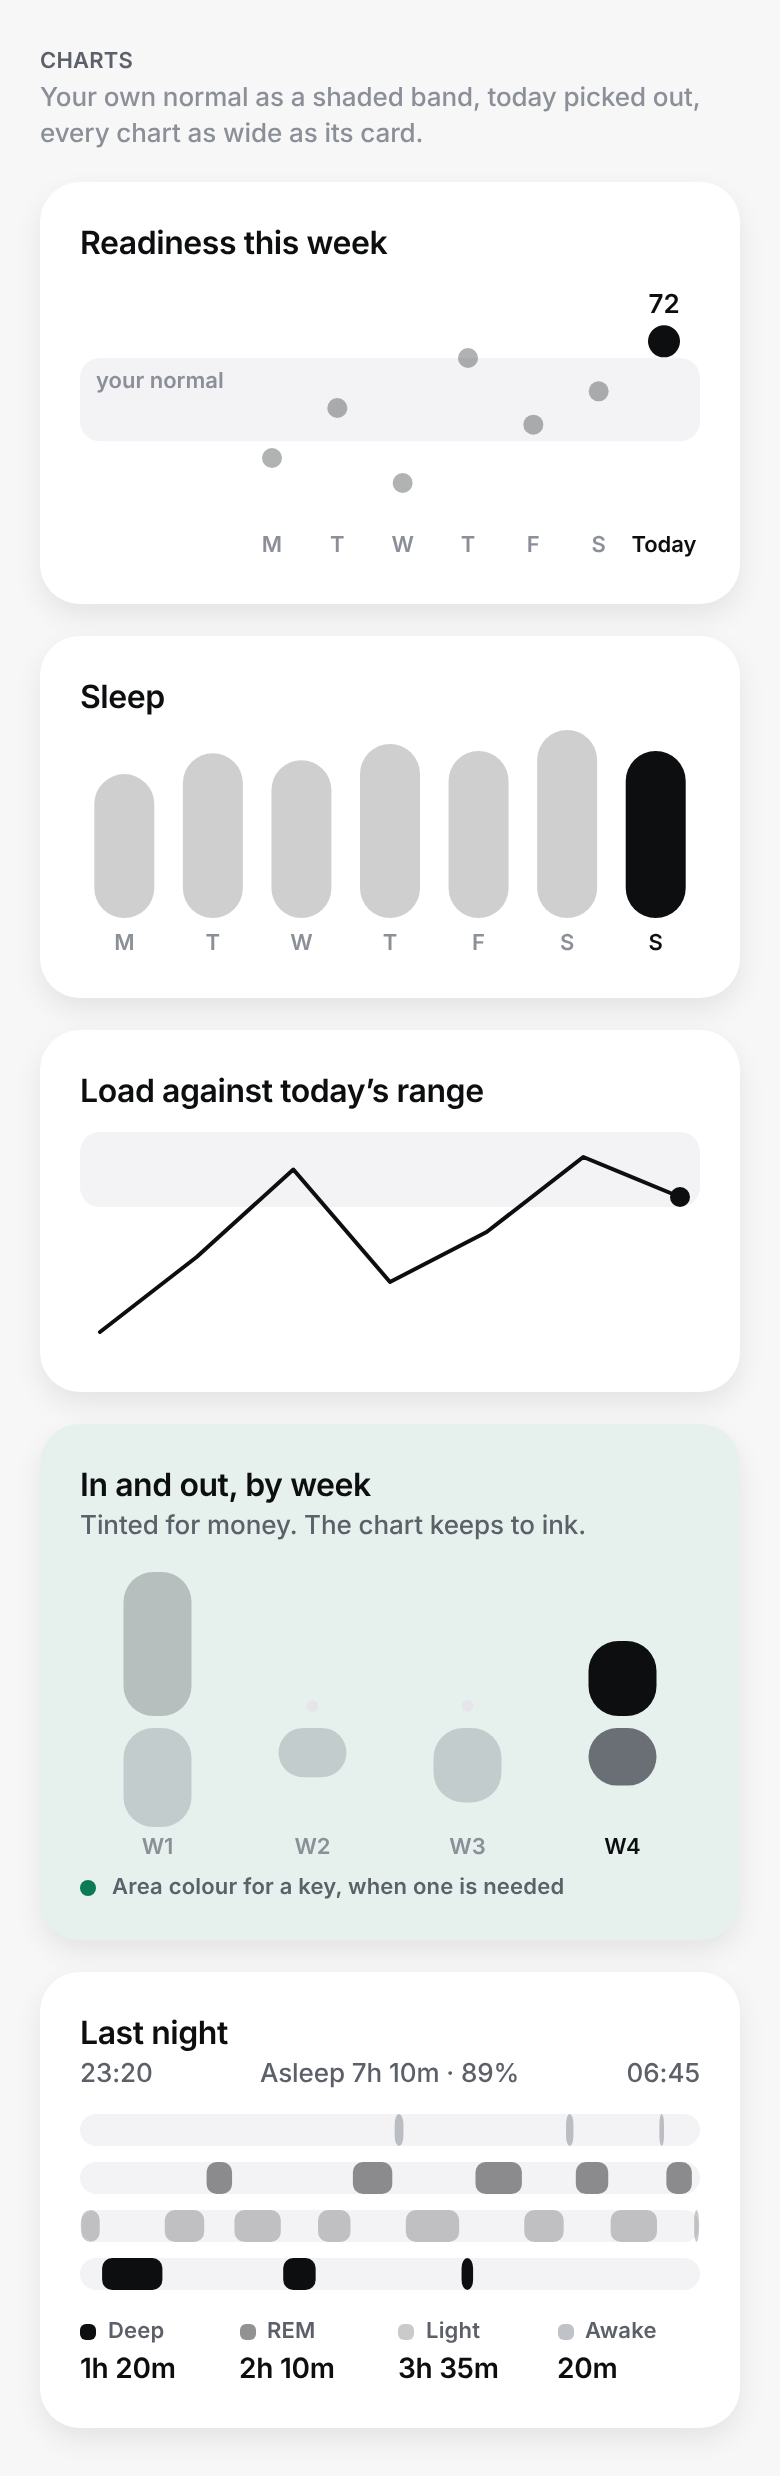 CHARTS
Your own normal as a shaded band, today picked out,
every chart as wide as its card.
Readiness this week
72
your normal
M T W T F S Today
Sleep
M T W T F S S
Load against today’s range
In and out, by week
Tinted for money. The chart keeps to ink.
W1 W2 W3 W4
Area colour for a key, when one is needed
Last night
23:20 Asleep 7h 10m · 89% 06:45
Deep REM Light Awake
1h 20m 2h 10m 3h 35m 20m